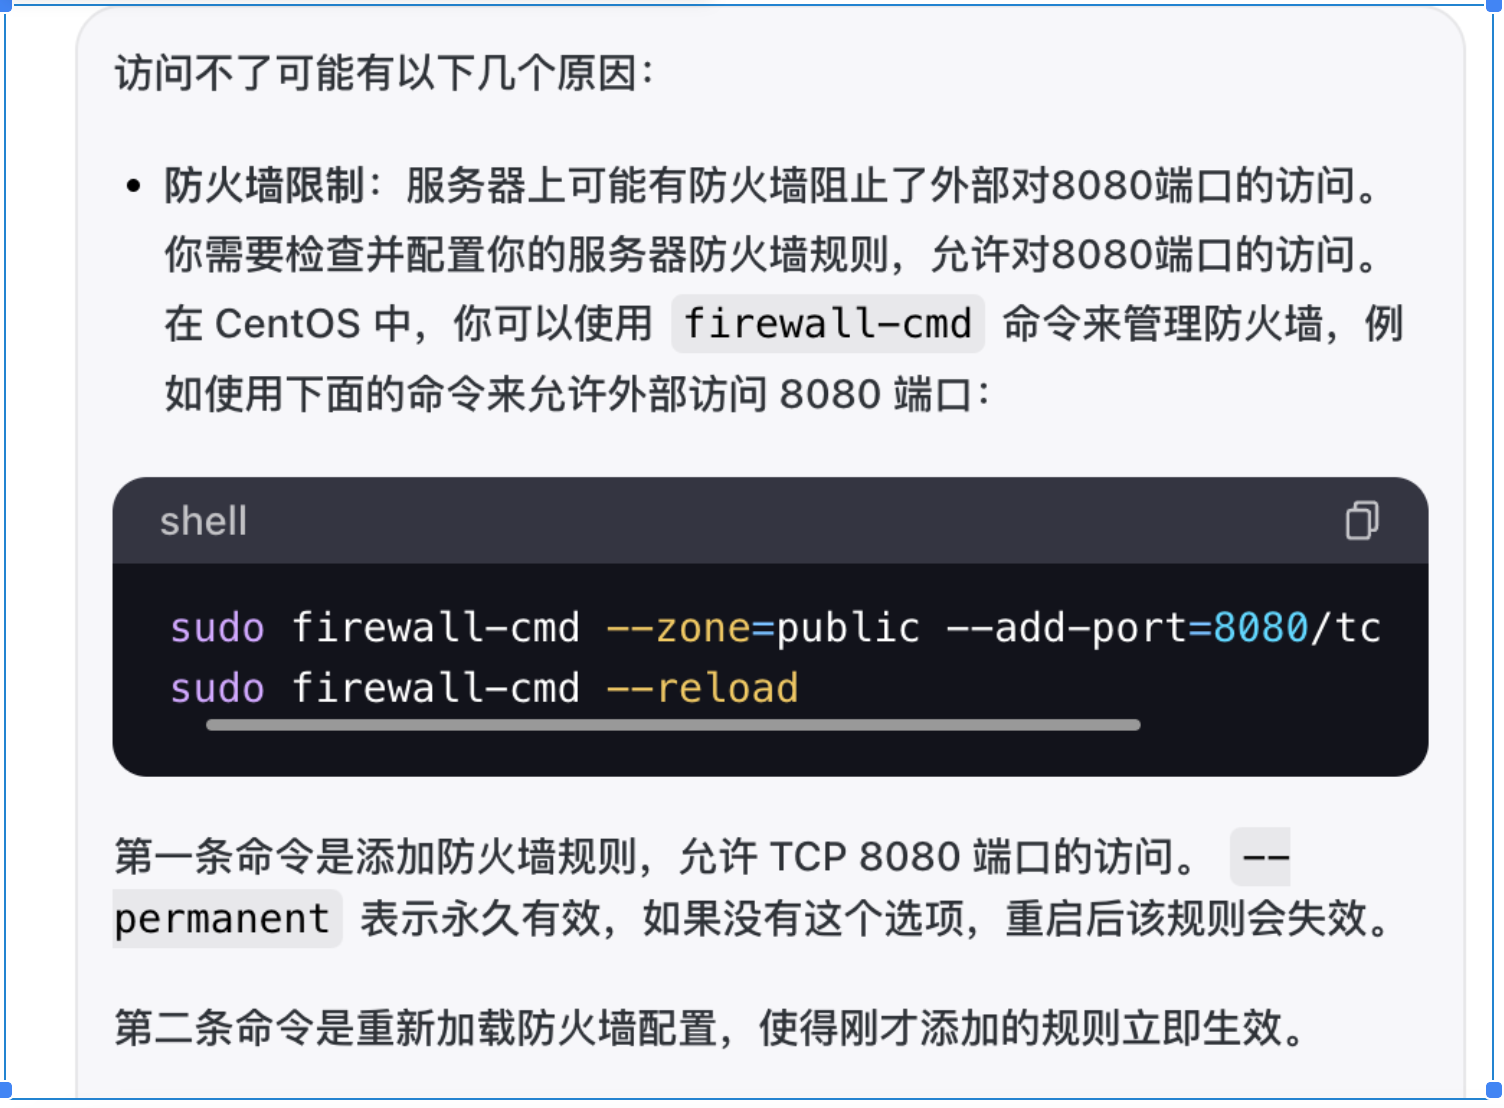 访问不了可能有以下几个原因：
• 防火墙限制：服务器上可能有防火墙阻止了外部对8080端口的访问。
你需要检查并配置你的服务器防火墙规则，允许对8080端口的访问。
在 CentOS 中，你可以使用 firewall-cmd 命令来管理防火墙，例
如使用下面的命令来允许外部访问 8080 端口：
shell
sudo firewall-cmd --zone=public --add-port=8080/tc
sudo firewall-cmd --reload
第一条命令是添加防火墙规则，允许 TCP 8080 端口的访问。 --
permanent 表示永久有效，如果没有这个选项，重启后该规则会失效。
第二条命令是重新加载防火墙配置，使得刚才添加的规则立即生效。